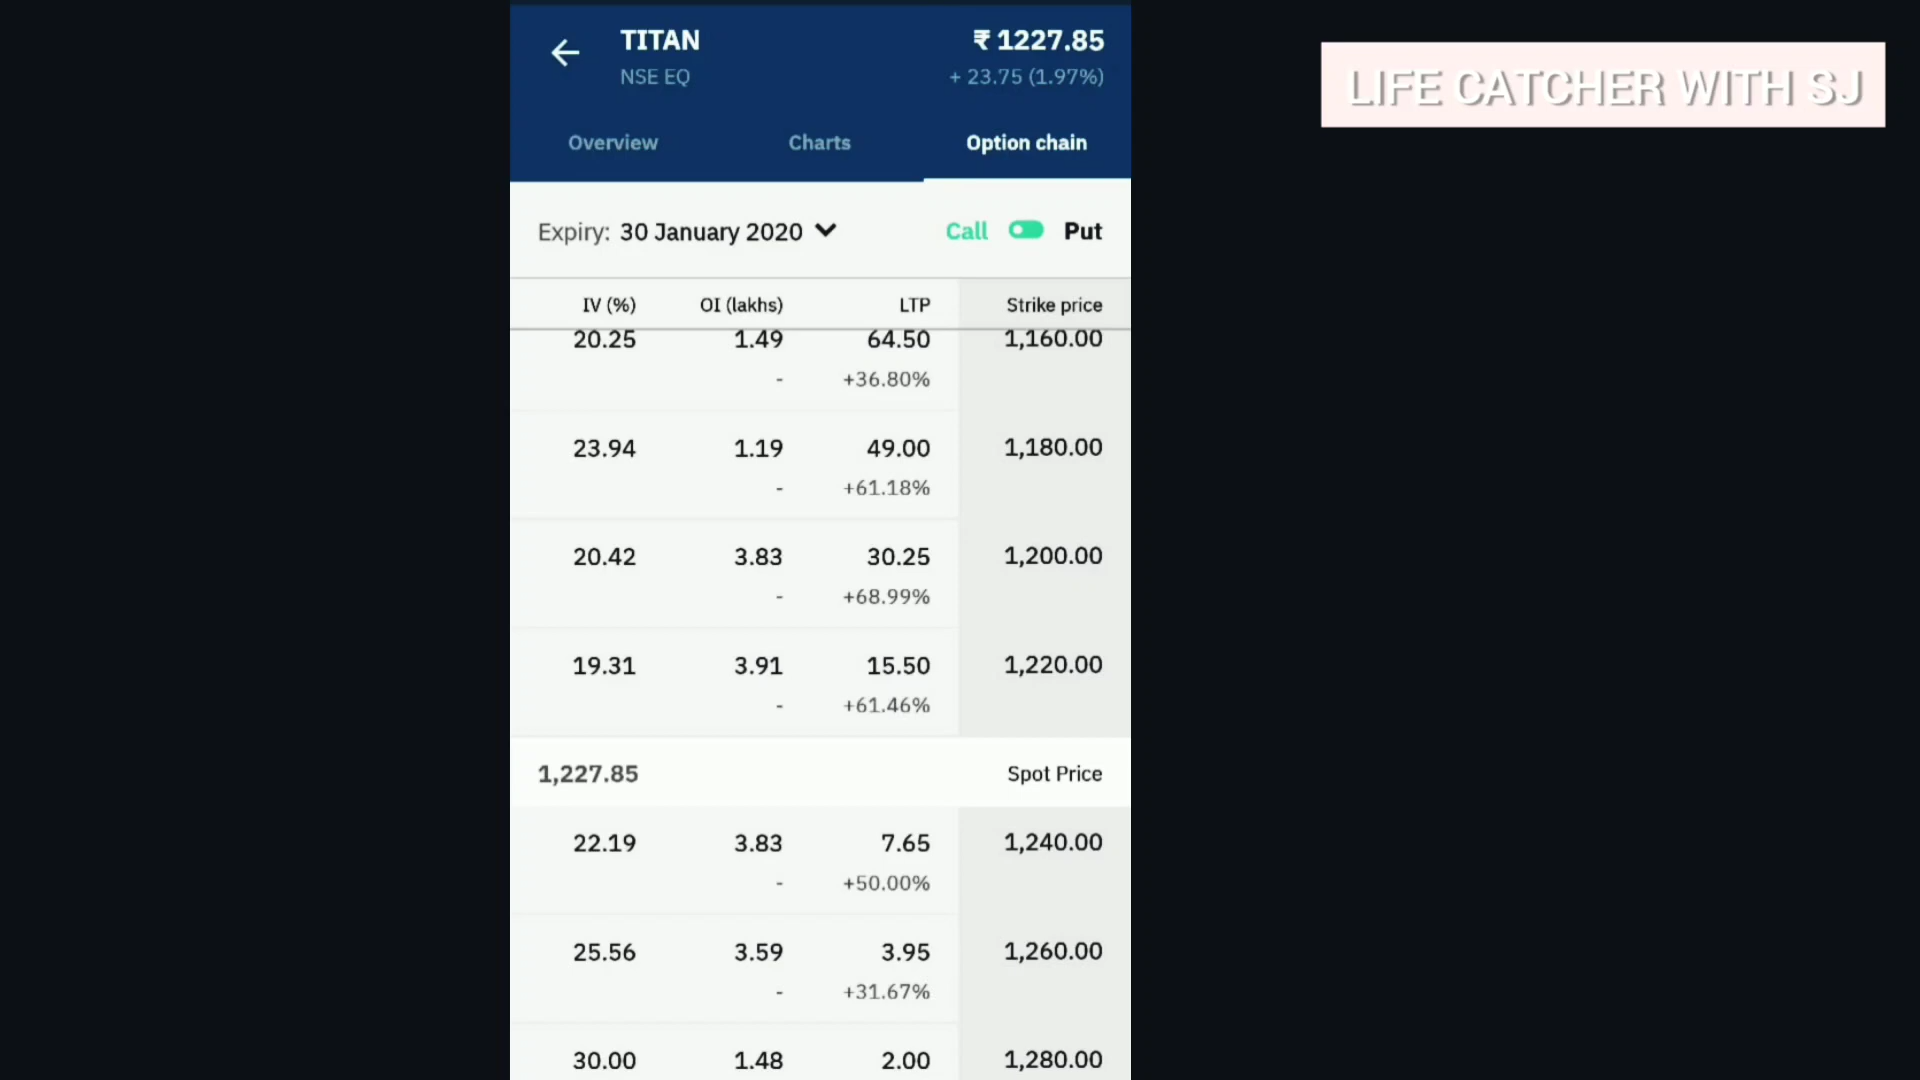 TITAN ₹ 1227.85
NSE EQ + 23.75 (1.97%)
LIFE CATCHER WITH SJ
Overview Charts Option chain
Expiry: 30 January 2020 Call Put
IV (%) OI (lakhs) LTP Strike price
20.25 1.49 64.50 1,160.00
- +36.80%
23.94 1.19 49.00 1,180.00
- +61.18%
20.42 3.83 30.25 1,200.00
- +68.99%
19.31 3.91 15.50 1,220.00
- +61.46%
1,227.85 Spot Price
22.19 3.83 7.65 1,240.00
- +50.00%
25.56 3.59 3.95 1,260.00
- +31.67%
30.00 1.48 2.00 1,280.00